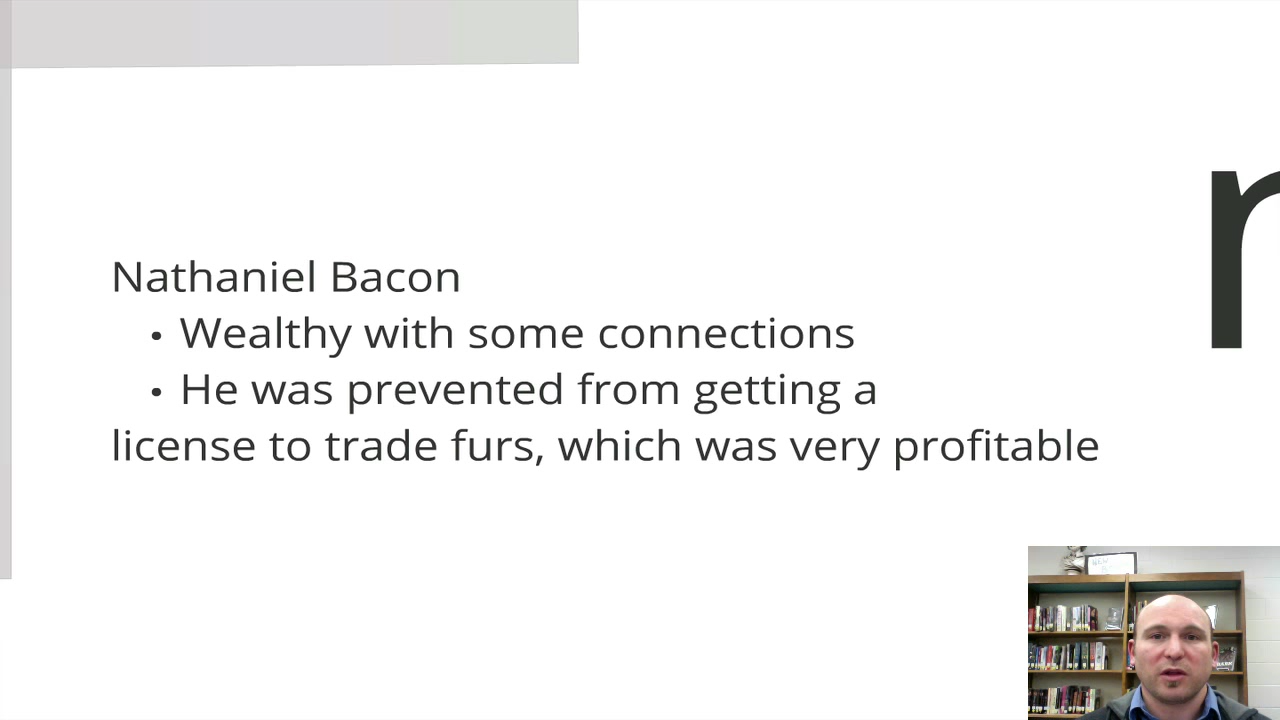 Nathaniel Bacon
• Wealthy with some connections
• He was prevented from getting a
license to trade furs, which was very profitable